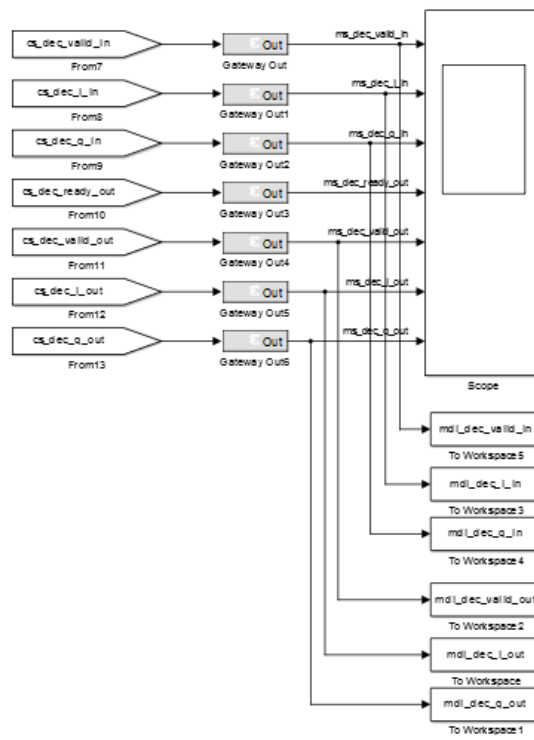 cs_dec_valid_in
Out
ms_dec_valid_in
From7
Gateway Out
cs_dec_i_in
Out
ms_dec_i_in
From8
Gateway Out1
cs_dec_q_in
Out
ms_dec_q_in
From9
Gateway Out2
cs_dec_ready_out
Out
ms_dec_ready_out
From10
Gateway Out3
cs_dec_valid_out
Out
ms_dec_valid_out
From11
Gateway Out4
cs_dec_i_out
Out
ms_dec_i_out
From12
Gateway Out5
cs_dec_q_out
Out
ms_dec_q_out
From13
Gateway Out6
Scope
mdl_dec_valid_in
To Workspace5
mdl_dec_i_in
To Workspace3
mdl_dec_q_in
To Workspace4
mdl_dec_valid_out
To Workspace2
mdl_dec_i_out
To Workspace
mdl_dec_q_out
To Workspace1